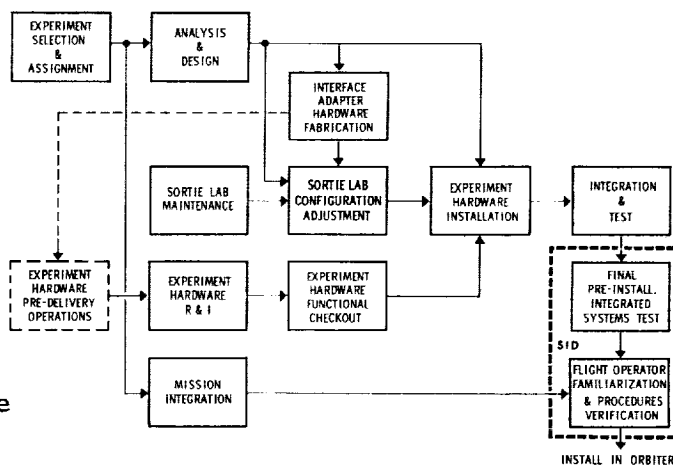 EXPERIMENT
SELECTION
&
ASSIGNMENT
ANALYSIS
&
DESIGN
INTERFACE
ADAPTER
HARDWARE
FABRICATION
SORTIE LAB
MAINTENANCE
SORTIE LAB
CONFIGURATION
ADJUSTMENT
EXPERIMENT
HARDWARE
INSTALLATION
INTEGRATION
&
TEST
EXPERIMENT
HARDWARE
PRE-DELIVERY
OPERATIONS
EXPERIMENT
HARDWARE
R & I
EXPERIMENT
HARDWARE
FUNCTIONAL
CHECKOUT
FINAL
PRE-INSTALL.
INTEGRATED
SYSTEMS TEST
SID
MISSION
INTEGRATION
FLIGHT OPERATOR
FAMILIARIZATION
& PROCEDURES
VERIFICATION
INSTALL IN ORBITER
e